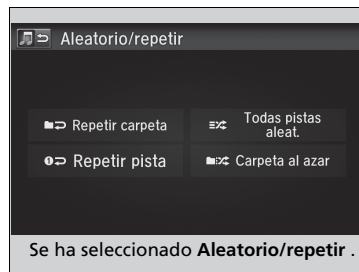 Aleatorio/repetir
Repetir carpeta
Todas pistas
aleat.
Repetir pista
Carpeta al azar
Se ha seleccionado Aleatorio/repetir .